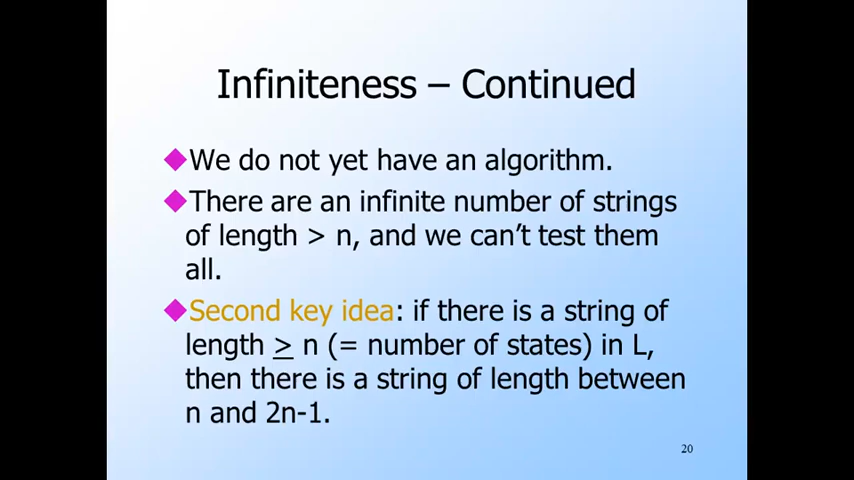 Infiniteness – Continued
◆We do not yet have an algorithm.
◆There are an infinite number of strings
of length > n, and we can't test them
all.
◆Second key idea: if there is a string of
length ≥ n (= number of states) in L,
then there is a string of length between
n and 2n-1.
20